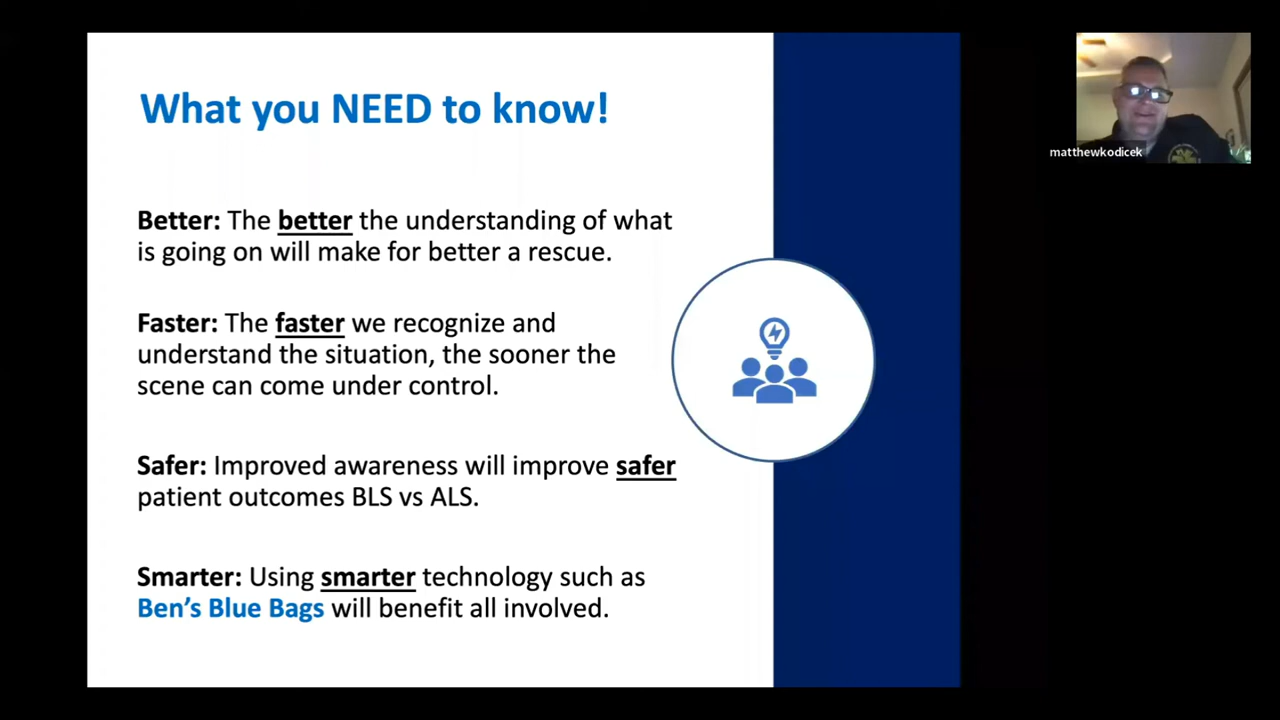 What you NEED to know!
Better: The better the understanding of what
is going on will make for better a rescue.
Faster: The faster we recognize and
understand the situation, the sooner the
scene can come under control.
Safer: Improved awareness will improve safer
patient outcomes BLS vs ALS.
Smarter: Using smarter technology such as
Ben’s Blue Bags will benefit all involved.
matthewkodicek